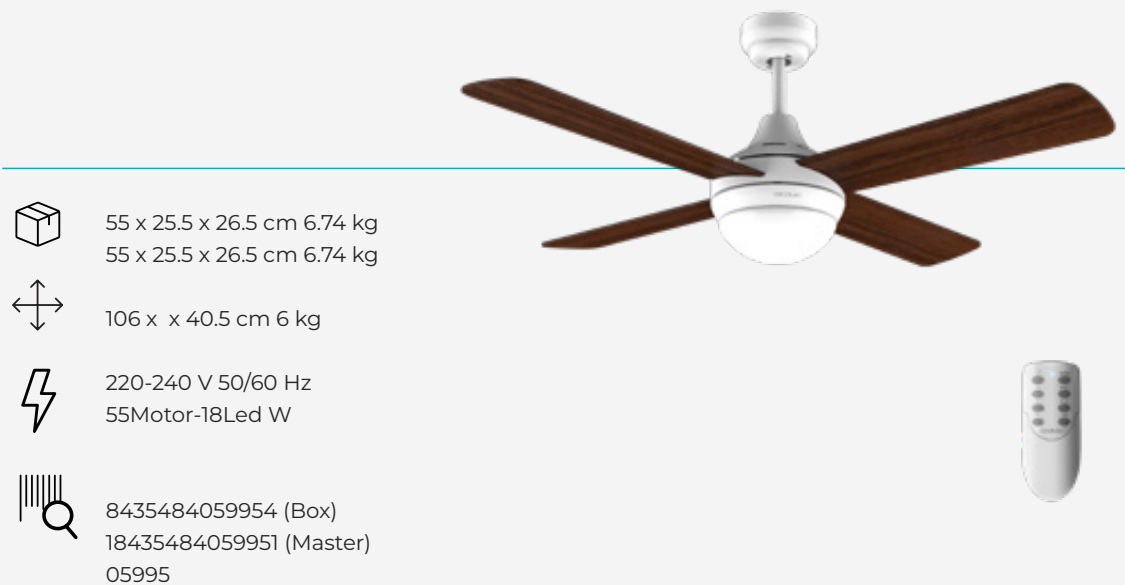 55 x 25.5 x 26.5 cm 6.74 kg
55 x 25.5 x 26.5 cm 6.74 kg
106 x  x 40.5 cm 6 kg
220-240 V 50/60 Hz
55Motor-18Led W
8435484059954 (Box)
18435484059951 (Master)
05995